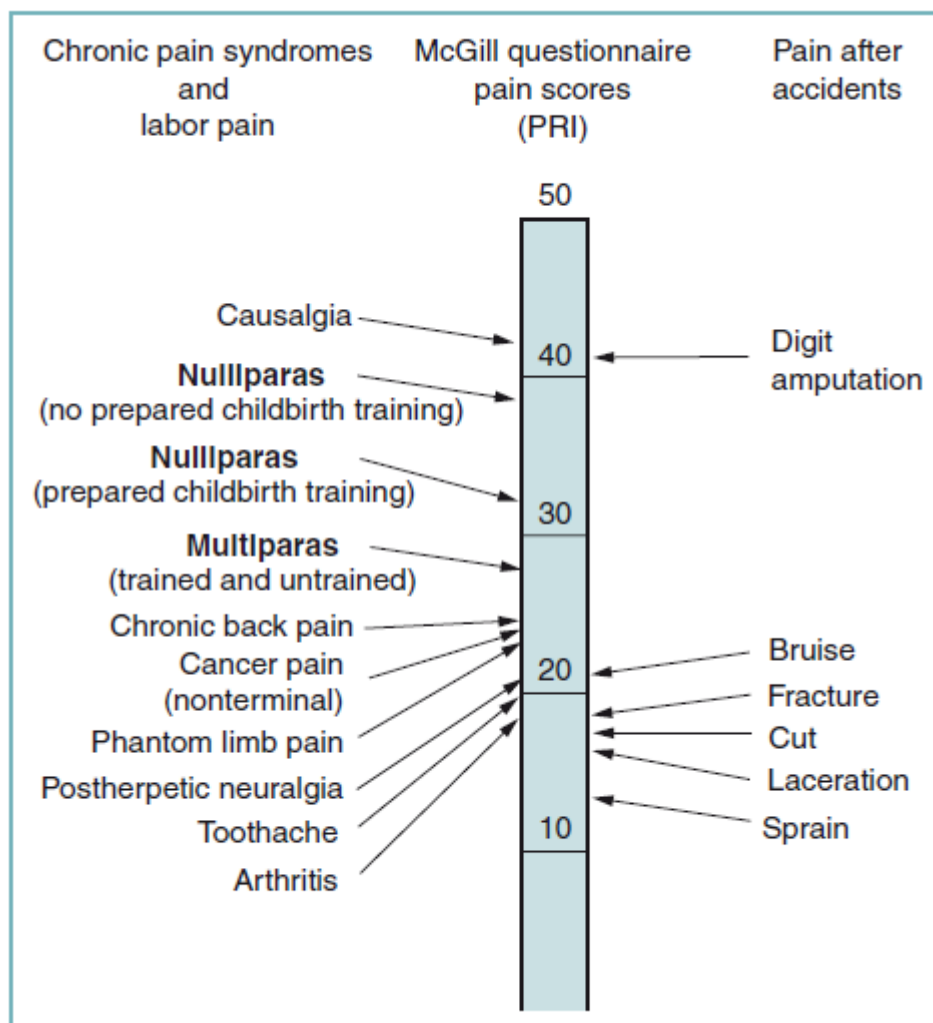 Chronic pain syndromes
and
labor pain
McGill questionnaire
pain scores
(PRI)
Pain after
accidents
50
Causalgia
40
Digit
amputation
Nulliparas
(no prepared childbirth training)
Nulliparas
(prepared childbirth training)
30
Multiparas
(trained and untrained)
Chronic back pain
Cancer pain
(nonterminal)
Phantom limb pain
Postherpetic neuralgia
Toothache
Arthritis
20
Bruise
Fracture
Cut
Laceration
Sprain
10